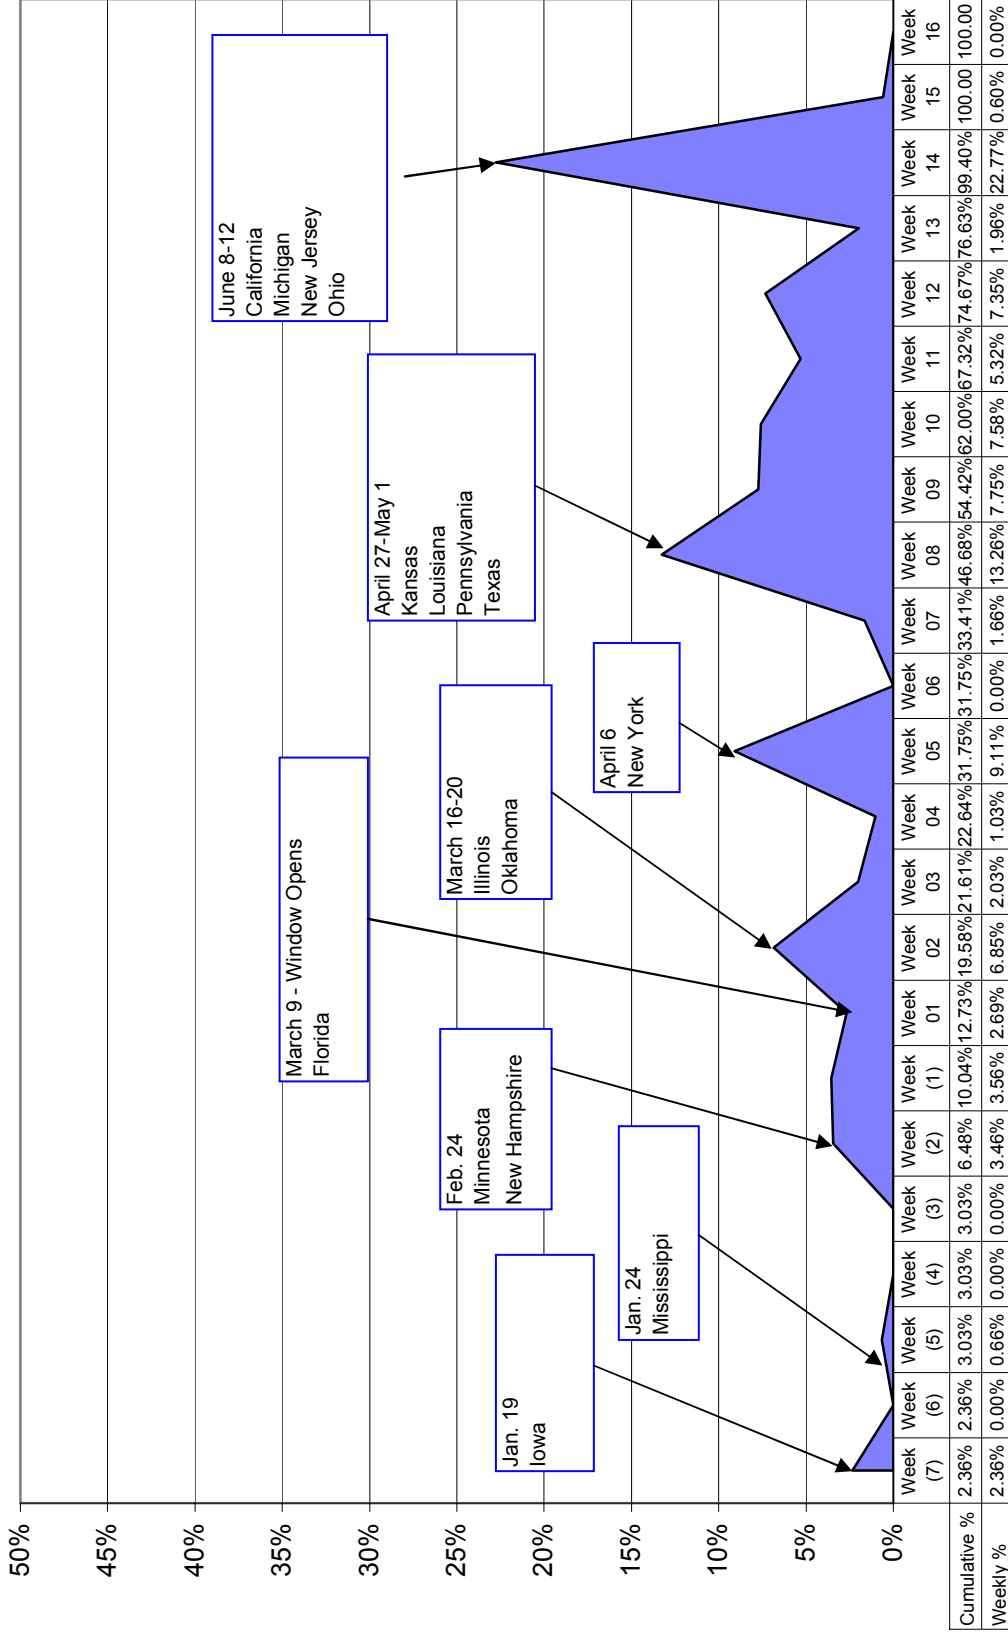 50%
45%
40%
35%
30%
25%
20%
15%
10%
5%
0%
Jan. 19
Iowa
Jan. 24
Mississippi
Feb. 24
Minnesota
New Hampshire
March 9 - Window Opens
Florida
March 16-20
Illinois
Oklahoma
April 6
New York
April 27-May 1
Kansas
Louisiana
Pennsylvania
Texas
June 8-12
California
Michigan
New Jersey
Ohio
Week Week Week Week Week Week Week Week Week Week Week Week Week Week Week Week Week Week Week Week Week Week Week
(7) (6) (5) (4) (3) (2) (1) 01 02 03 04 05 06 07 08 09 10 11 12 13 14 15 16
Cumulative % 2.36% 2.36% 3.03% 3.03% 3.03% 6.48% 10.04% 12.73% 19.58% 21.61% 22.64% 31.75% 31.75% 33.41% 46.68% 54.42% 62.00% 67.32% 74.67% 76.63% 99.40% 100.00 100.00
Weekly % 2.36% 0.00% 0.66% 0.00% 0.00% 3.46% 3.56% 2.69% 6.85% 2.03% 1.03% 9.11% 0.00% 1.66% 13.26% 7.75% 7.58% 5.32% 7.35% 1.96% 22.77% 0.60% 0.00%